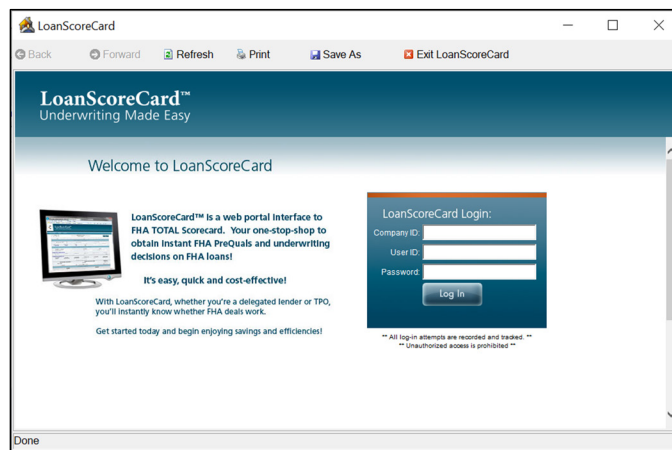 LoanScoreCard
Back Forward Refresh Print Save As Exit LoanScoreCard
LoanScoreCard™
Underwriting Made Easy
Welcome to LoanScoreCard
LoanScoreCard™ is a web portal interface to
FHA TOTAL Scorecard. Your one-stop-shop to
obtain instant FHA PreQuals and underwriting
decisions on FHA loans!
It's easy, quick and cost-effective!
With LoanScoreCard, whether you're a delegated lender or TPO,
you'll instantly know whether FHA deals work.
Get started today and begin enjoying savings and efficiencies!
LoanScoreCard Login:
Company ID:
User ID:
Password:
Log In
** All log-in attempts are recorded and tracked. **
** Unauthorized access is prohibited **
Done